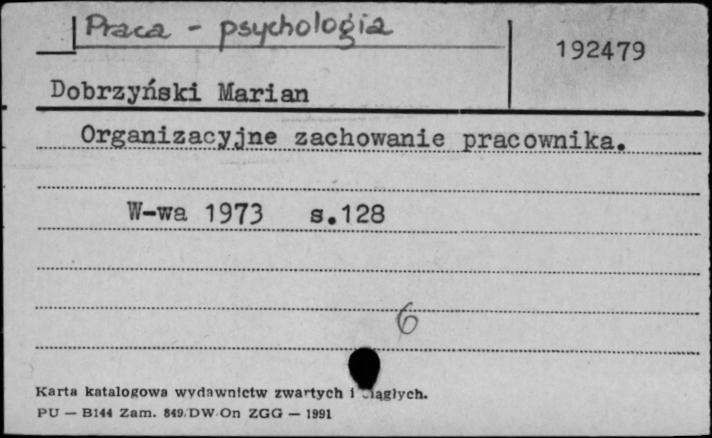 Praca - psychologia
192479
Dobrzyński Marian
Organizacyjne zachowanie pracownika.
W-wa 1973 s.128
6
Karta katalogowa wydawnictw zwartych i ciągłych.
PU — B144 Zam. 849/DW/On ZGG — 1991